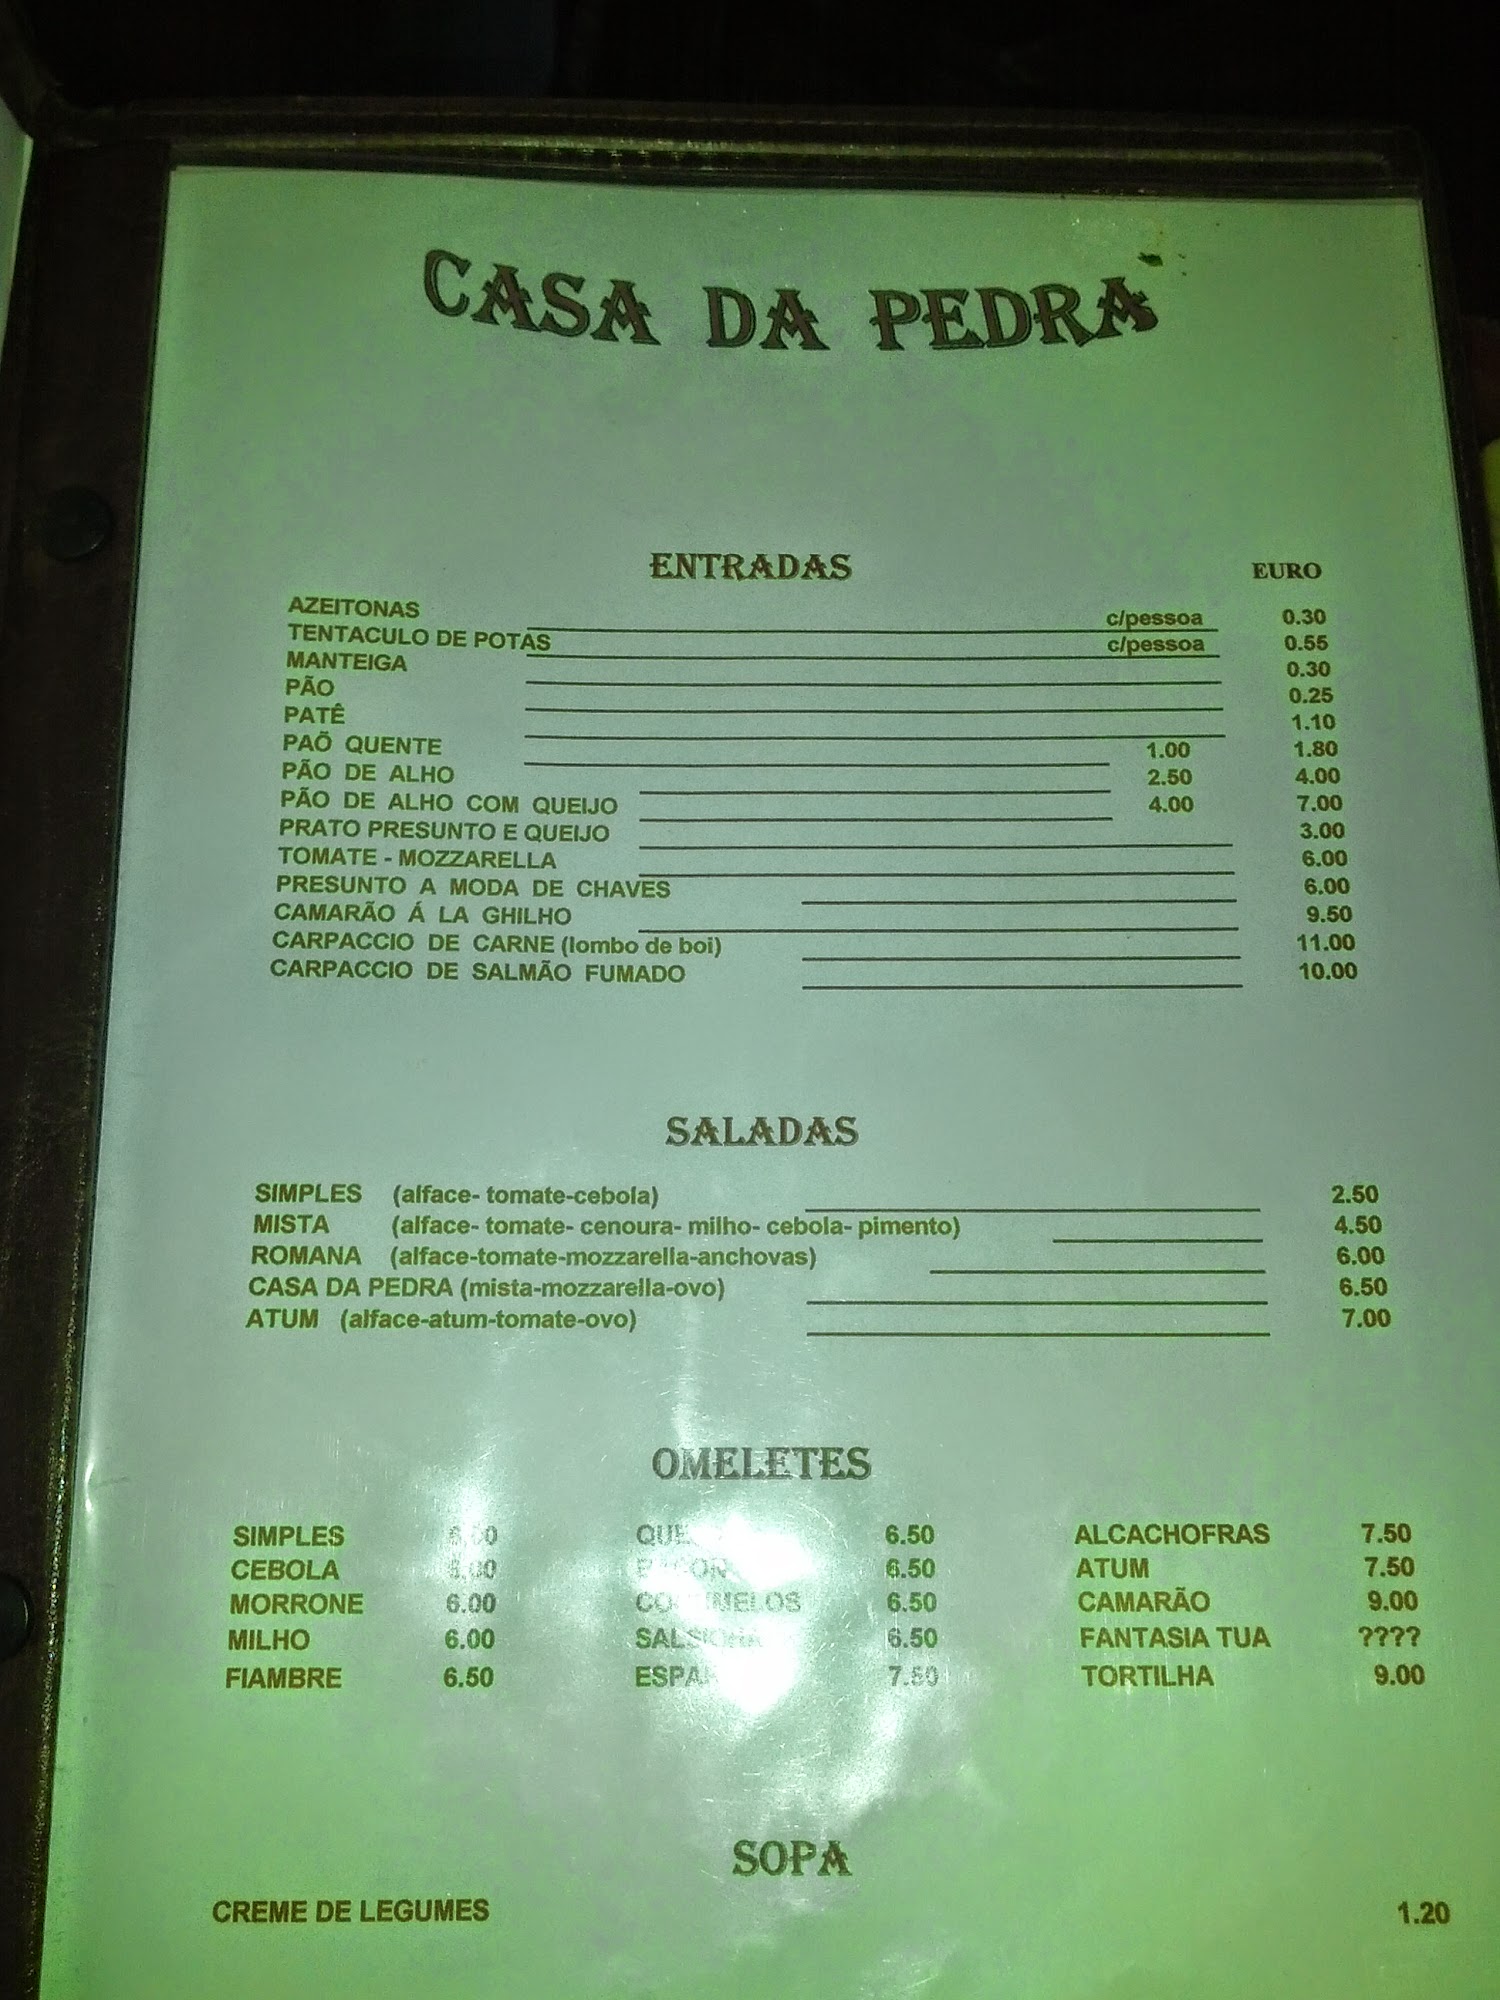 CASA DA PEDRA
ENTRADAS EURO
AZEITONAS c/pessoa 0.30
TENTACULO DE POTAS c/pessoa 0.55
MANTEIGA 0.30
PÃO 0.25
PATÊ 1.10
PAÕ QUENTE 1.00 1.80
PÃO DE ALHO 2.50 4.00
PÃO DE ALHO COM QUEIJO 4.00 7.00
PRATO PRESUNTO E QUEIJO 3.00
TOMATE - MOZZARELLA 6.00
PRESUNTO A MODA DE CHAVES 6.00
CAMARÃO Á LA GHILHO 9.50
CARPACCIO DE CARNE (lombo de boi) 11.00
CARPACCIO DE SALMÃO FUMADO 10.00
SALADAS
SIMPLES (alface- tomate-cebola) 2.50
MISTA (alface- tomate- cenoura- milho- cebola- pimento) 4.50
ROMANA (alface-tomate-mozzarella-anchovas) 6.00
CASA DA PEDRA (mista-mozzarella-ovo) 6.50
ATUM (alface-atum-tomate-ovo) 7.00
OMELETES
SIMPLES 6.50 ALCACHOFRAS 7.50
CEBOLA 6.50 ATUM 7.50
MORRONE 6.00 6.50 CAMARÃO 9.00
MILHO 6.00 6.50 FANTASIA TUA ????
FIAMBRE 6.50 7.50 TORTILHA 9.00
SOPA
CREME DE LEGUMES 1.20